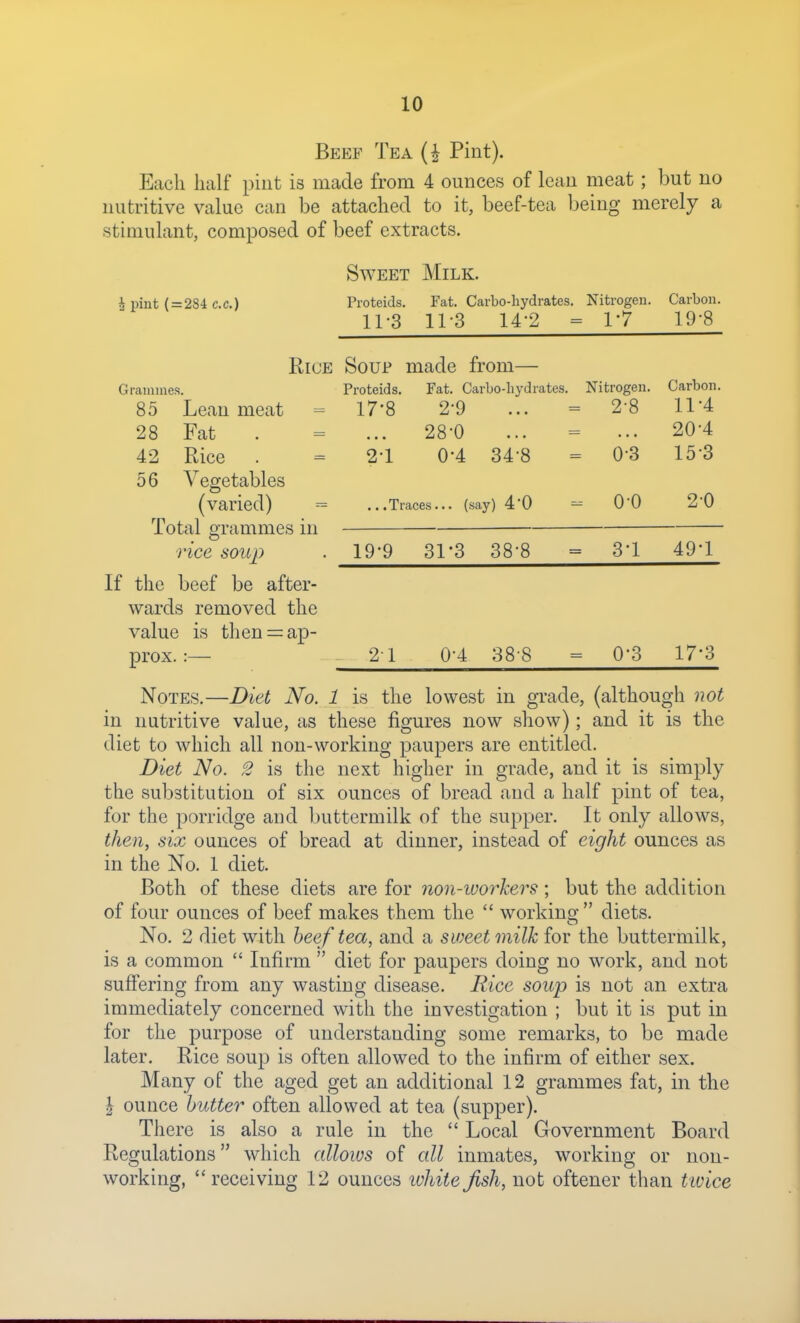 10
Beef Tea (½ Pint).
Each half pint is made from 4 ounces of lean meat ; but no
nutritive value can be attached to it, beef-tea being merely a
stimulant, composed of beef extracts.
Sweet Milk.
½ pint (=284 c.c.) Proteids. Fat. Carbo-hydrates. Nitrogen. Carbon.
11·3 11·3 14·2 = 1·7 19·8
Rice Soup made from—
Grammes. Proteids. Fat. Carbo-hydrates. Nitrogen. Carbon.
85 Lean meat = 17·8 2·9 ... = 2·8 11·4
28 Fat . = ... 28·0 ... = ... 20·4
42 Rice . = 2·1 0·4 34·8 = 0·3 15·3
56 Vegetables
(varied) = ...Traces... (say) 4·0 = 0·0 2·0
Total grammes in
rice soup . 19·9 31·3 38·8 = 3·1 49·1
If the beef be after-
wards removed the
value is then = ap-
prox. :— 2·1 0·4 38·8 = 0·3 17·3
Notes.—Diet No. 1 is the lowest in grade, (although not
in nutritive value, as these figures now show) ; and it is the
diet to which all non-working paupers are entitled.
Diet No. 2 is the next higher in grade, and it is simply
the substitution of six ounces of bread and a half pint of tea,
for the porridge and buttermilk of the supper. It only allows,
then, six ounces of bread at dinner, instead of eight ounces as
in the No. 1 diet.
Both of these diets are for non-workers ; but the addition
of four ounces of beef makes them the “ working ” diets.
No. 2 diet with beef tea, and a sweet milk for the buttermilk,
is a common “ Infirm ” diet for paupers doing no work, and not
suffering from any wasting disease. Rice soup is not an extra
immediately concerned with the investigation ; but it is put in
for the purpose of understanding some remarks, to be made
later. Rice soup is often allowed to the infirm of either sex.
Many of the aged get an additional 12 grammes fat, in the
½ ounce butter often allowed at tea (supper).
There is also a rule in the “ Local Government Board
Regulations ” which allows of all inmates, working or non-
working, “ receiving 12 ounces white fish, not oftener than twice